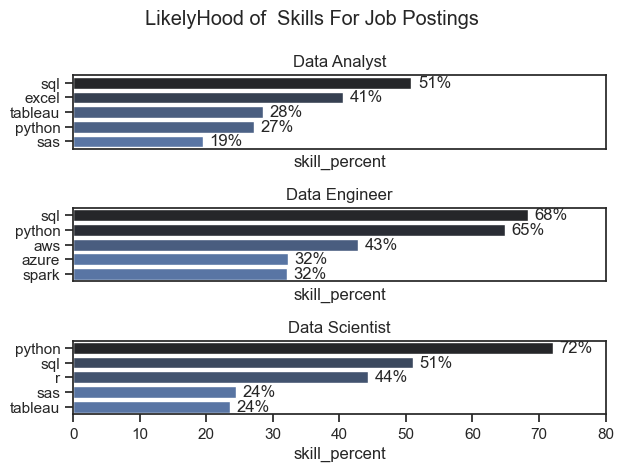 LikelyHood of  Skills For Job Postings
Data Analyst
sql 51%
excel 41%
tableau 28%
python 27%
sas 19%
skill_percent
Data Engineer
sql 68%
python 65%
aws 43%
azure 32%
spark 32%
skill_percent
Data Scientist
python 72%
sql 51%
r 44%
sas 24%
tableau 24%
0 10 20 30 40 50 60 70 80
skill_percent